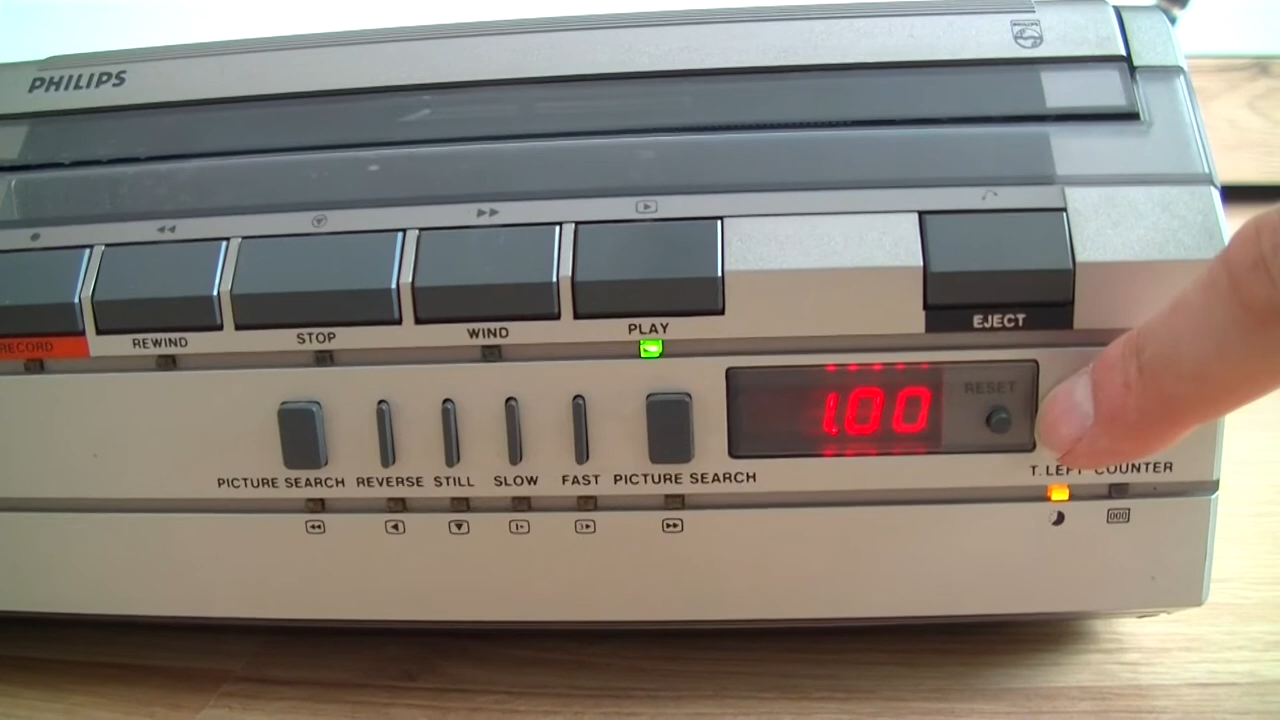 PHILIPS
PHILIPS
RECORD
REWIND
STOP
WIND
PLAY
EJECT
1.00
RESET
PICTURE SEARCH
REVERSE
STILL
SLOW
FAST
PICTURE SEARCH
T. LEFT
COUNTER
000